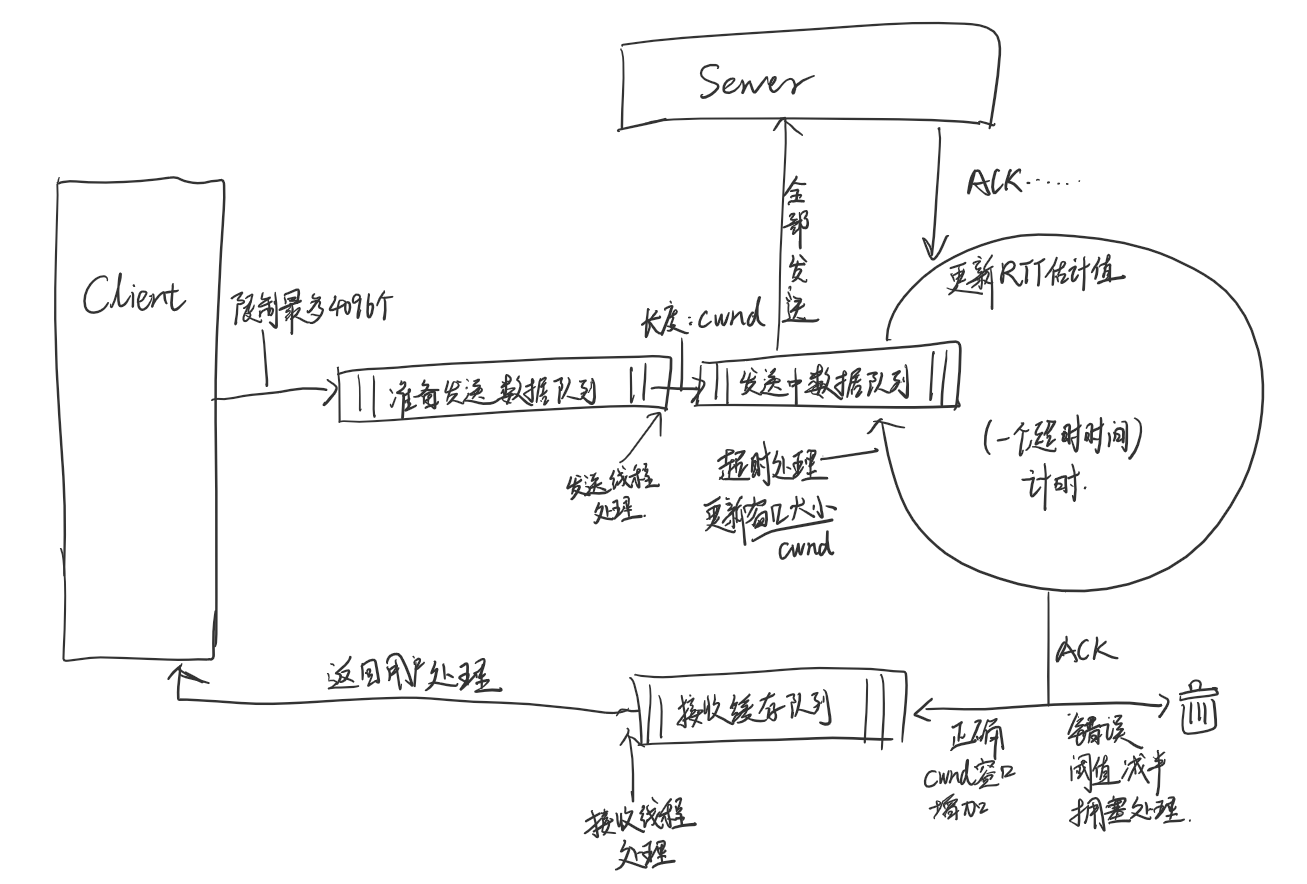 Server
ACK......
全部发送
更新RTT估计值
Client
限制最多4096个
长度:cwnd
准备发送数据队列
发送中数据队列
(一个超时时间)
计时.
发送线程
处理.
超时处理
更新窗口大小
cwnd
ACK
返回用户处理
接收缓存队列
正确
cwnd窗口
增加
错误
阈值减半
拥塞处理.
接收线程
处理